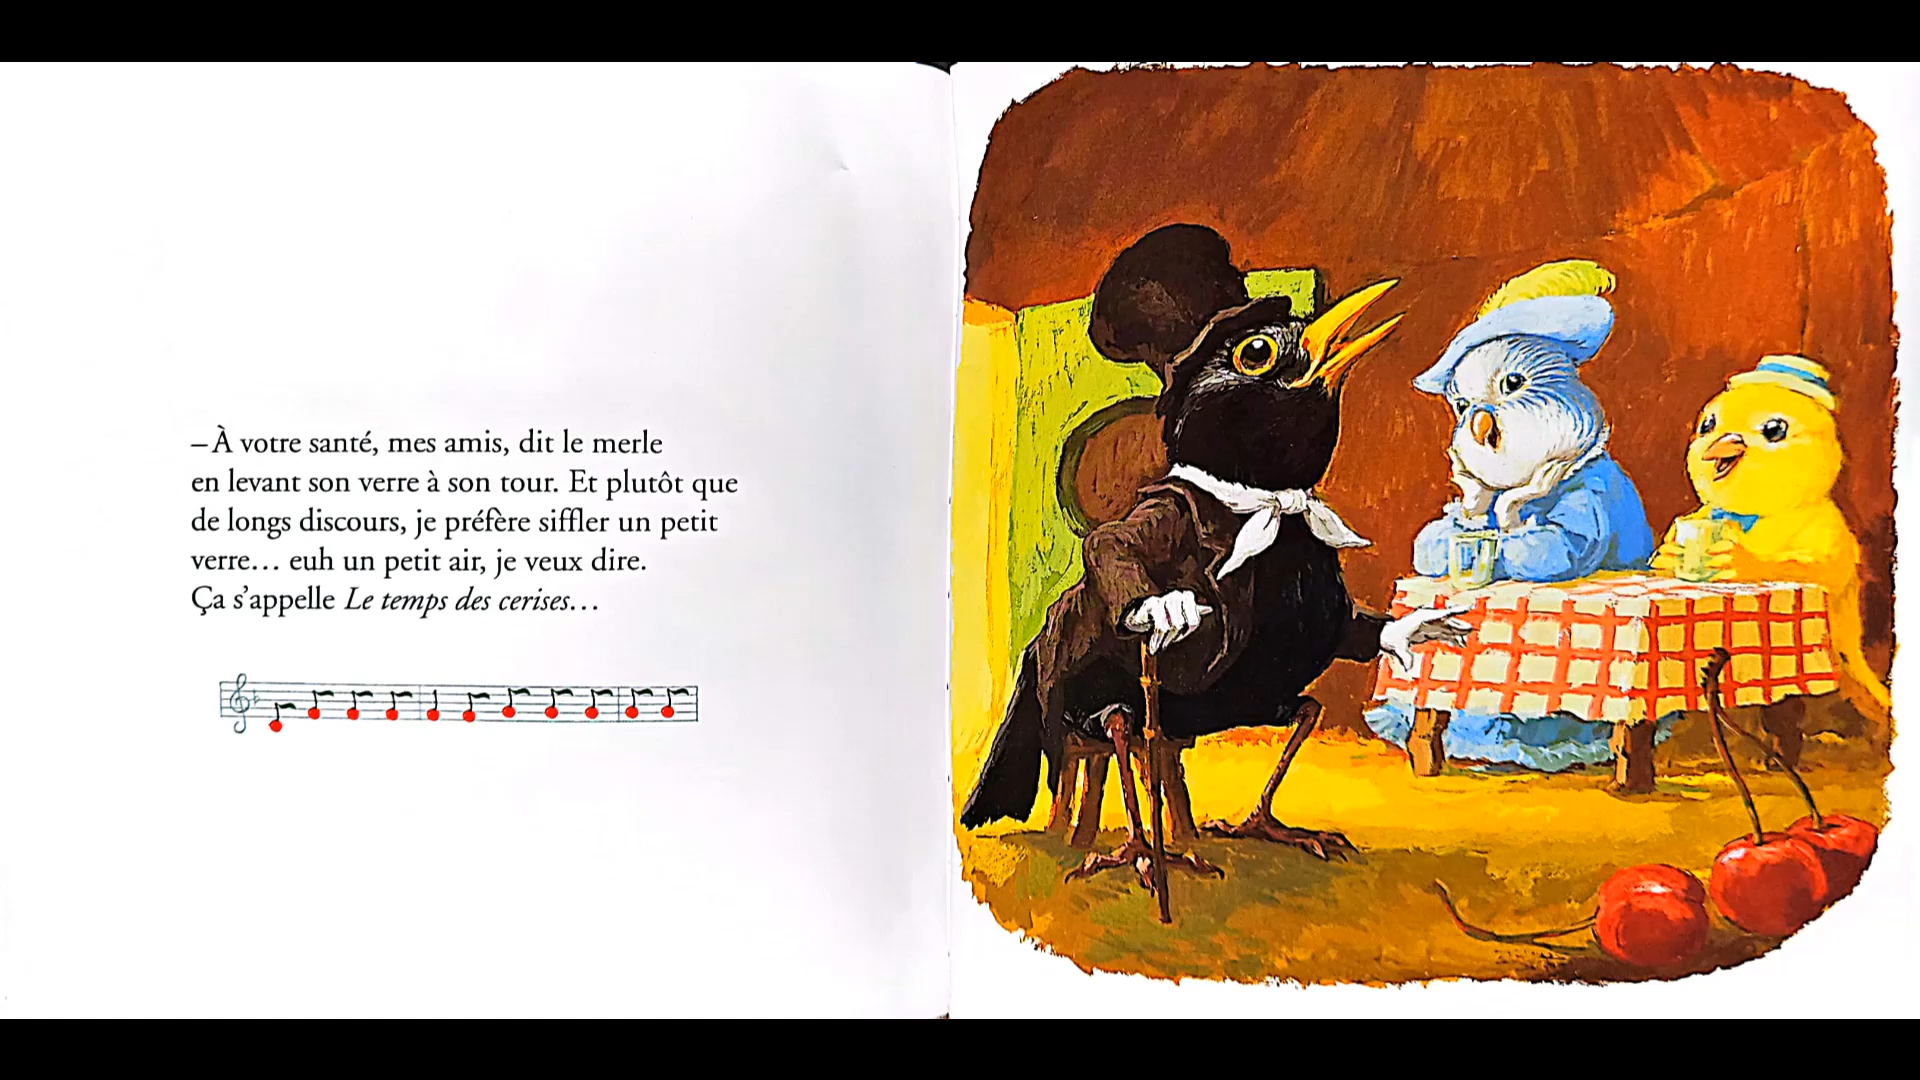 – À votre santé, mes amis, dit le merle
en levant son verre à son tour. Et plutôt que
de longs discours, je préfère siffler un petit
verre… euh un petit air, je veux dire.
Ça s’appelle Le temps des cerises…